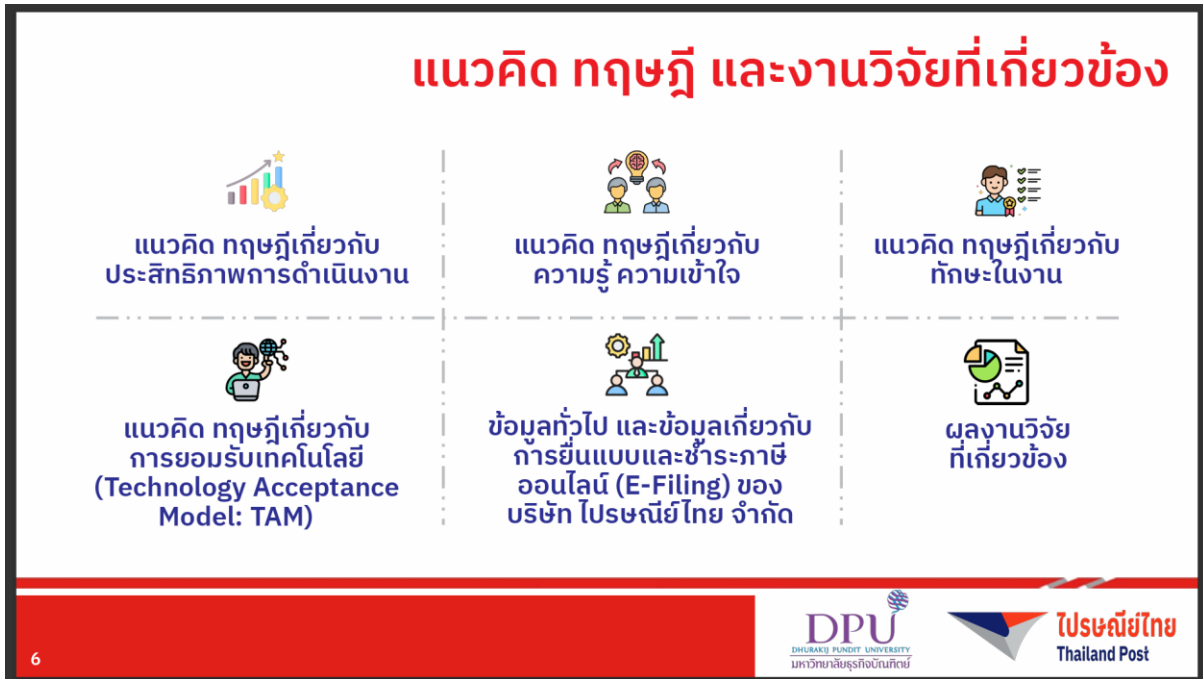 แนวคิด ทฤษฎี และงานวิจัยที่เกี่ยวข้อง
แนวคิด ทฤษฎีเกี่ยวกับ
ประสิทธิภาพการดำเนินงาน
แนวคิด ทฤษฎีเกี่ยวกับ
ความรู้ ความเข้าใจ
แนวคิด ทฤษฎีเกี่ยวกับ
ทักษะในงาน
แนวคิด ทฤษฎีเกี่ยวกับ
การยอมรับเทคโนโลยี
(Technology Acceptance
Model: TAM)
ข้อมูลทั่วไป และข้อมูลเกี่ยวกับ
การยื่นแบบและชำระภาษี
ออนไลน์ (E-Filing) ของ
บริษัท ไปรษณีย์ไทย จำกัด
ผลงานวิจัย
ที่เกี่ยวข้อง
6
DPU
DHURAKIJ PUNDIT UNIVERSITY
มหาวิทยาลัยธุรกิจบัณฑิตย์
ไปรษณีย์ไทย
Thailand Post